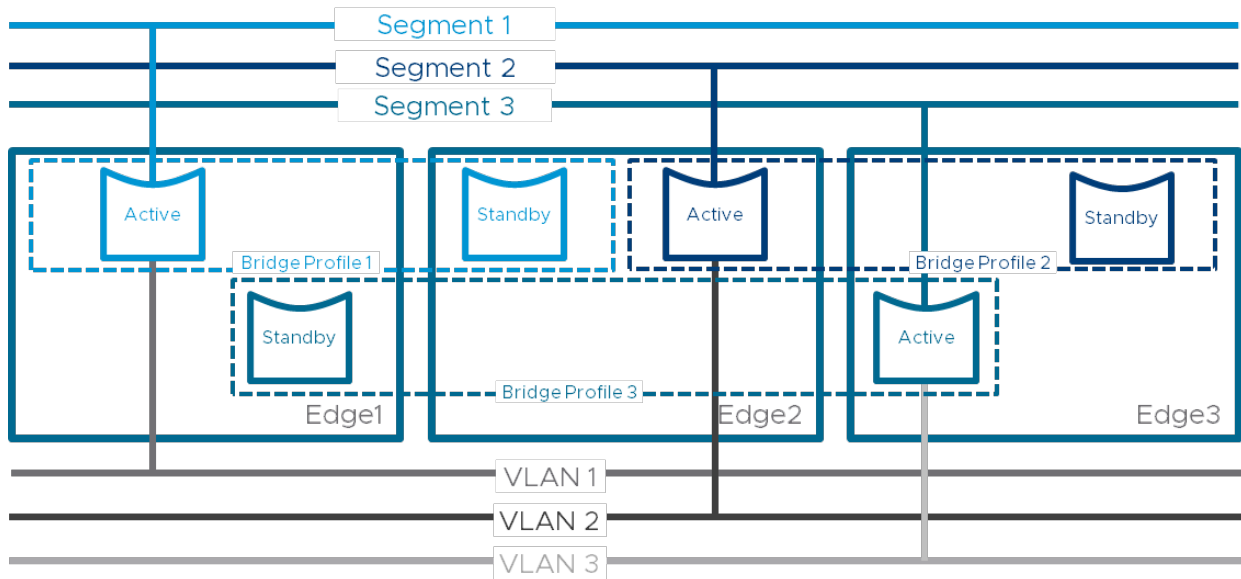 Segment 1
Segment 2
Segment 3
Active
Standby
Active
Standby
Bridge Profile 1
Bridge Profile 2
Standby
Active
Bridge Profile 3
Edge1
Edge2
Edge3
VLAN 1
VLAN 2
VLAN 3